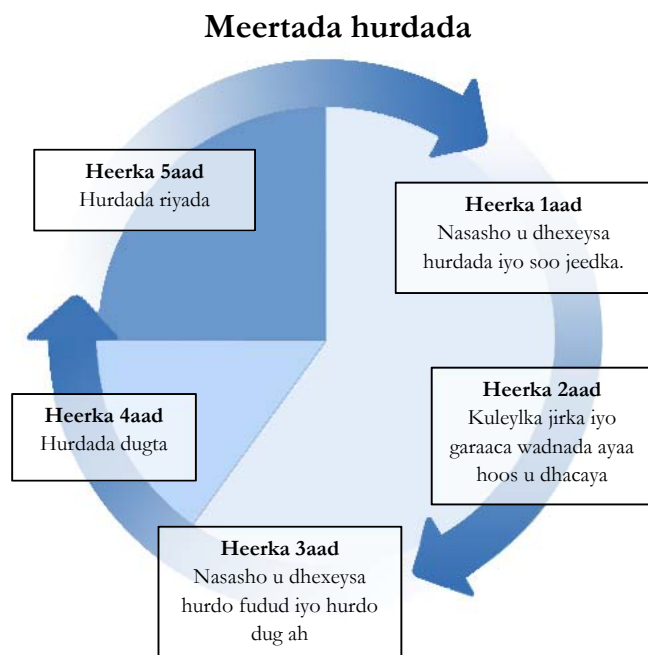 Meertada hurdada
Heerka 1aad
Nasasho u dhexeysa
hurdada iyo soo jeedka.
Heerka 2aad
Kuleylka jirka iyo
garaaca wadnada ayaa
hoos u dhacaya
Heerka 3aad
Nasasho u dhexeysa
hurdo fudud iyo hurdo
dug ah
Heerka 4aad
Hurdada dugta
Heerka 5aad
Hurdada riyada